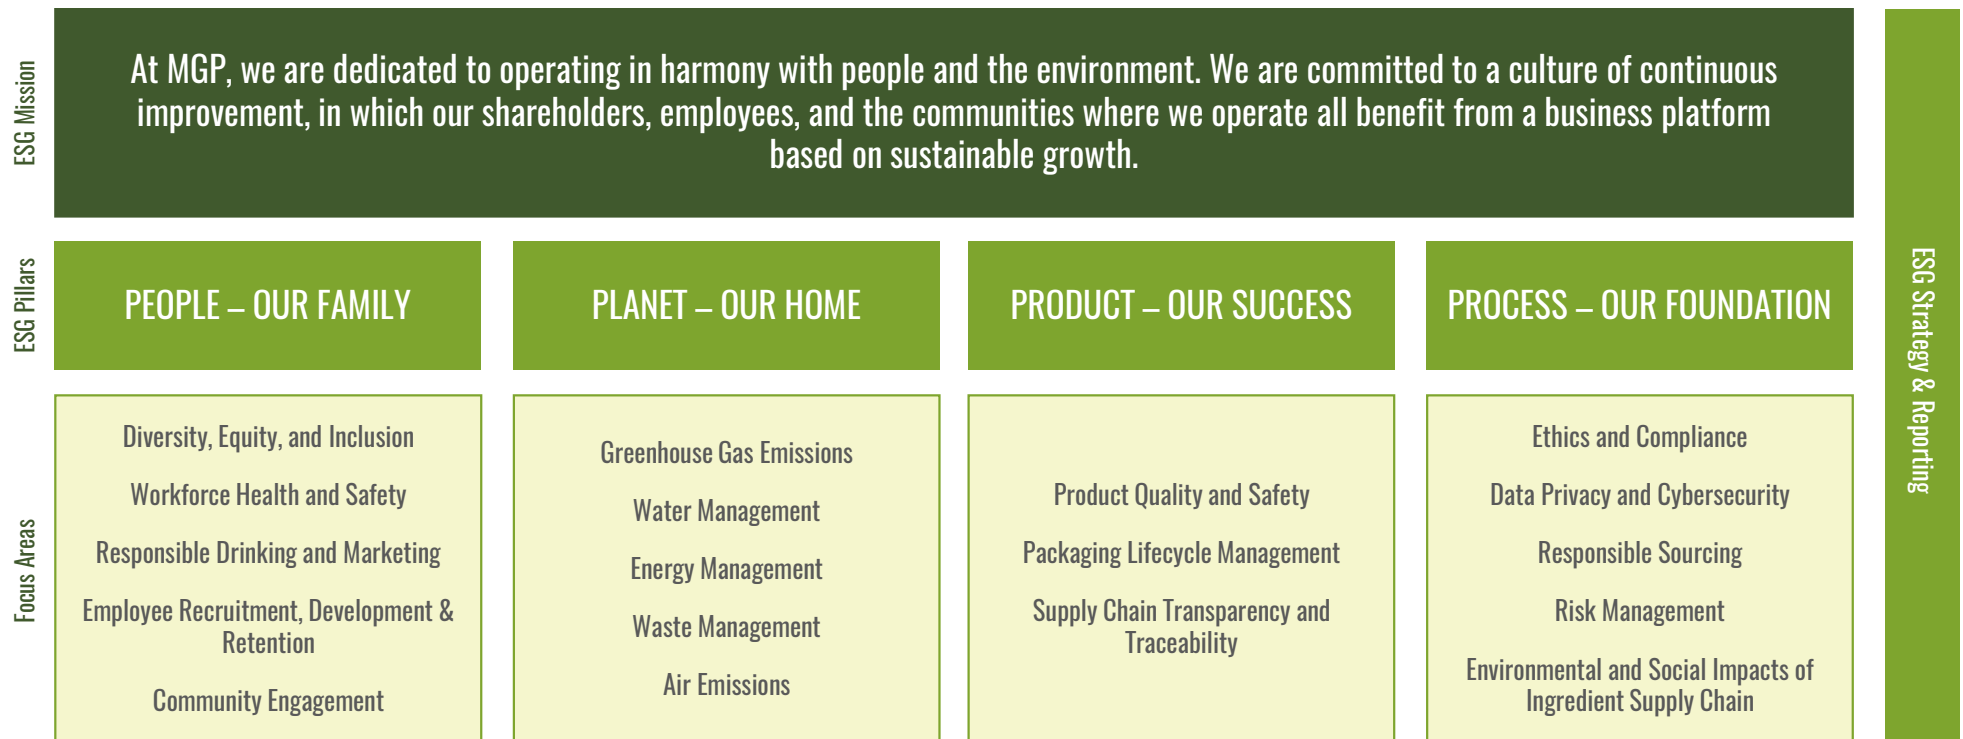 ESG Mission
At MGP, we are dedicated to operating in harmony with people and the environment. We are committed to a culture of continuous
improvement, in which our shareholders, employees, and the communities where we operate all benefit from a business platform
based on sustainable growth.
ESG Pillars
PEOPLE – OUR FAMILY
PLANET – OUR HOME
PRODUCT – OUR SUCCESS
PROCESS – OUR FOUNDATION
Focus Areas
Diversity, Equity, and Inclusion
Workforce Health and Safety
Responsible Drinking and Marketing
Employee Recruitment, Development &
Retention
Community Engagement
Greenhouse Gas Emissions
Water Management
Energy Management
Waste Management
Air Emissions
Product Quality and Safety
Packaging Lifecycle Management
Supply Chain Transparency and
Traceability
Ethics and Compliance
Data Privacy and Cybersecurity
Responsible Sourcing
Risk Management
Environmental and Social Impacts of
Ingredient Supply Chain
ESG Strategy & Reporting